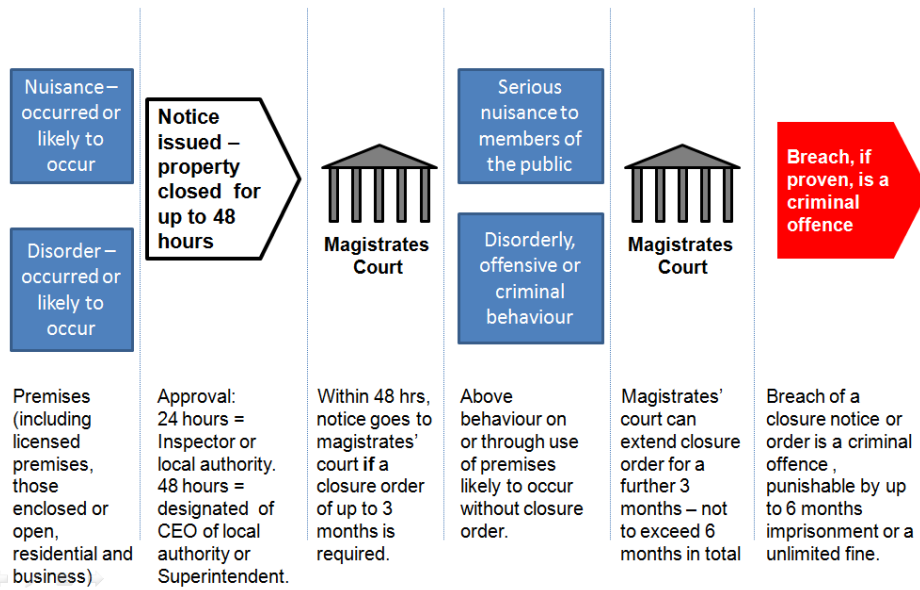 Nuisance –
occurred or
likely to
occur
Disorder –
occurred or
likely to
occur
Notice
issued –
property
closed for
up to 48
hours
Magistrates
Court
Serious
nuisance to
members of
the public
Disorderly,
offensive or
criminal
behaviour
Magistrates
Court
Breach, if
proven, is a
criminal
offence
Premises
(including
licensed
premises,
those
enclosed or
open,
residential and
business)
Approval:
24 hours =
Inspector or
local authority.
48 hours =
designated of
CEO of local
authority or
Superintendent.
Within 48 hrs,
notice goes to
magistrates'
court if a
closure order
of up to 3
months is
required.
Above
behaviour on
or through use
of premises
likely to occur
without closure
order.
Magistrates'
court can
extend closure
order for a
further 3
months – not
to exceed 6
months in total
Breach of a
closure notice or
order is a criminal
offence ,
punishable by up
to 6 months
imprisonment or a
unlimited fine.